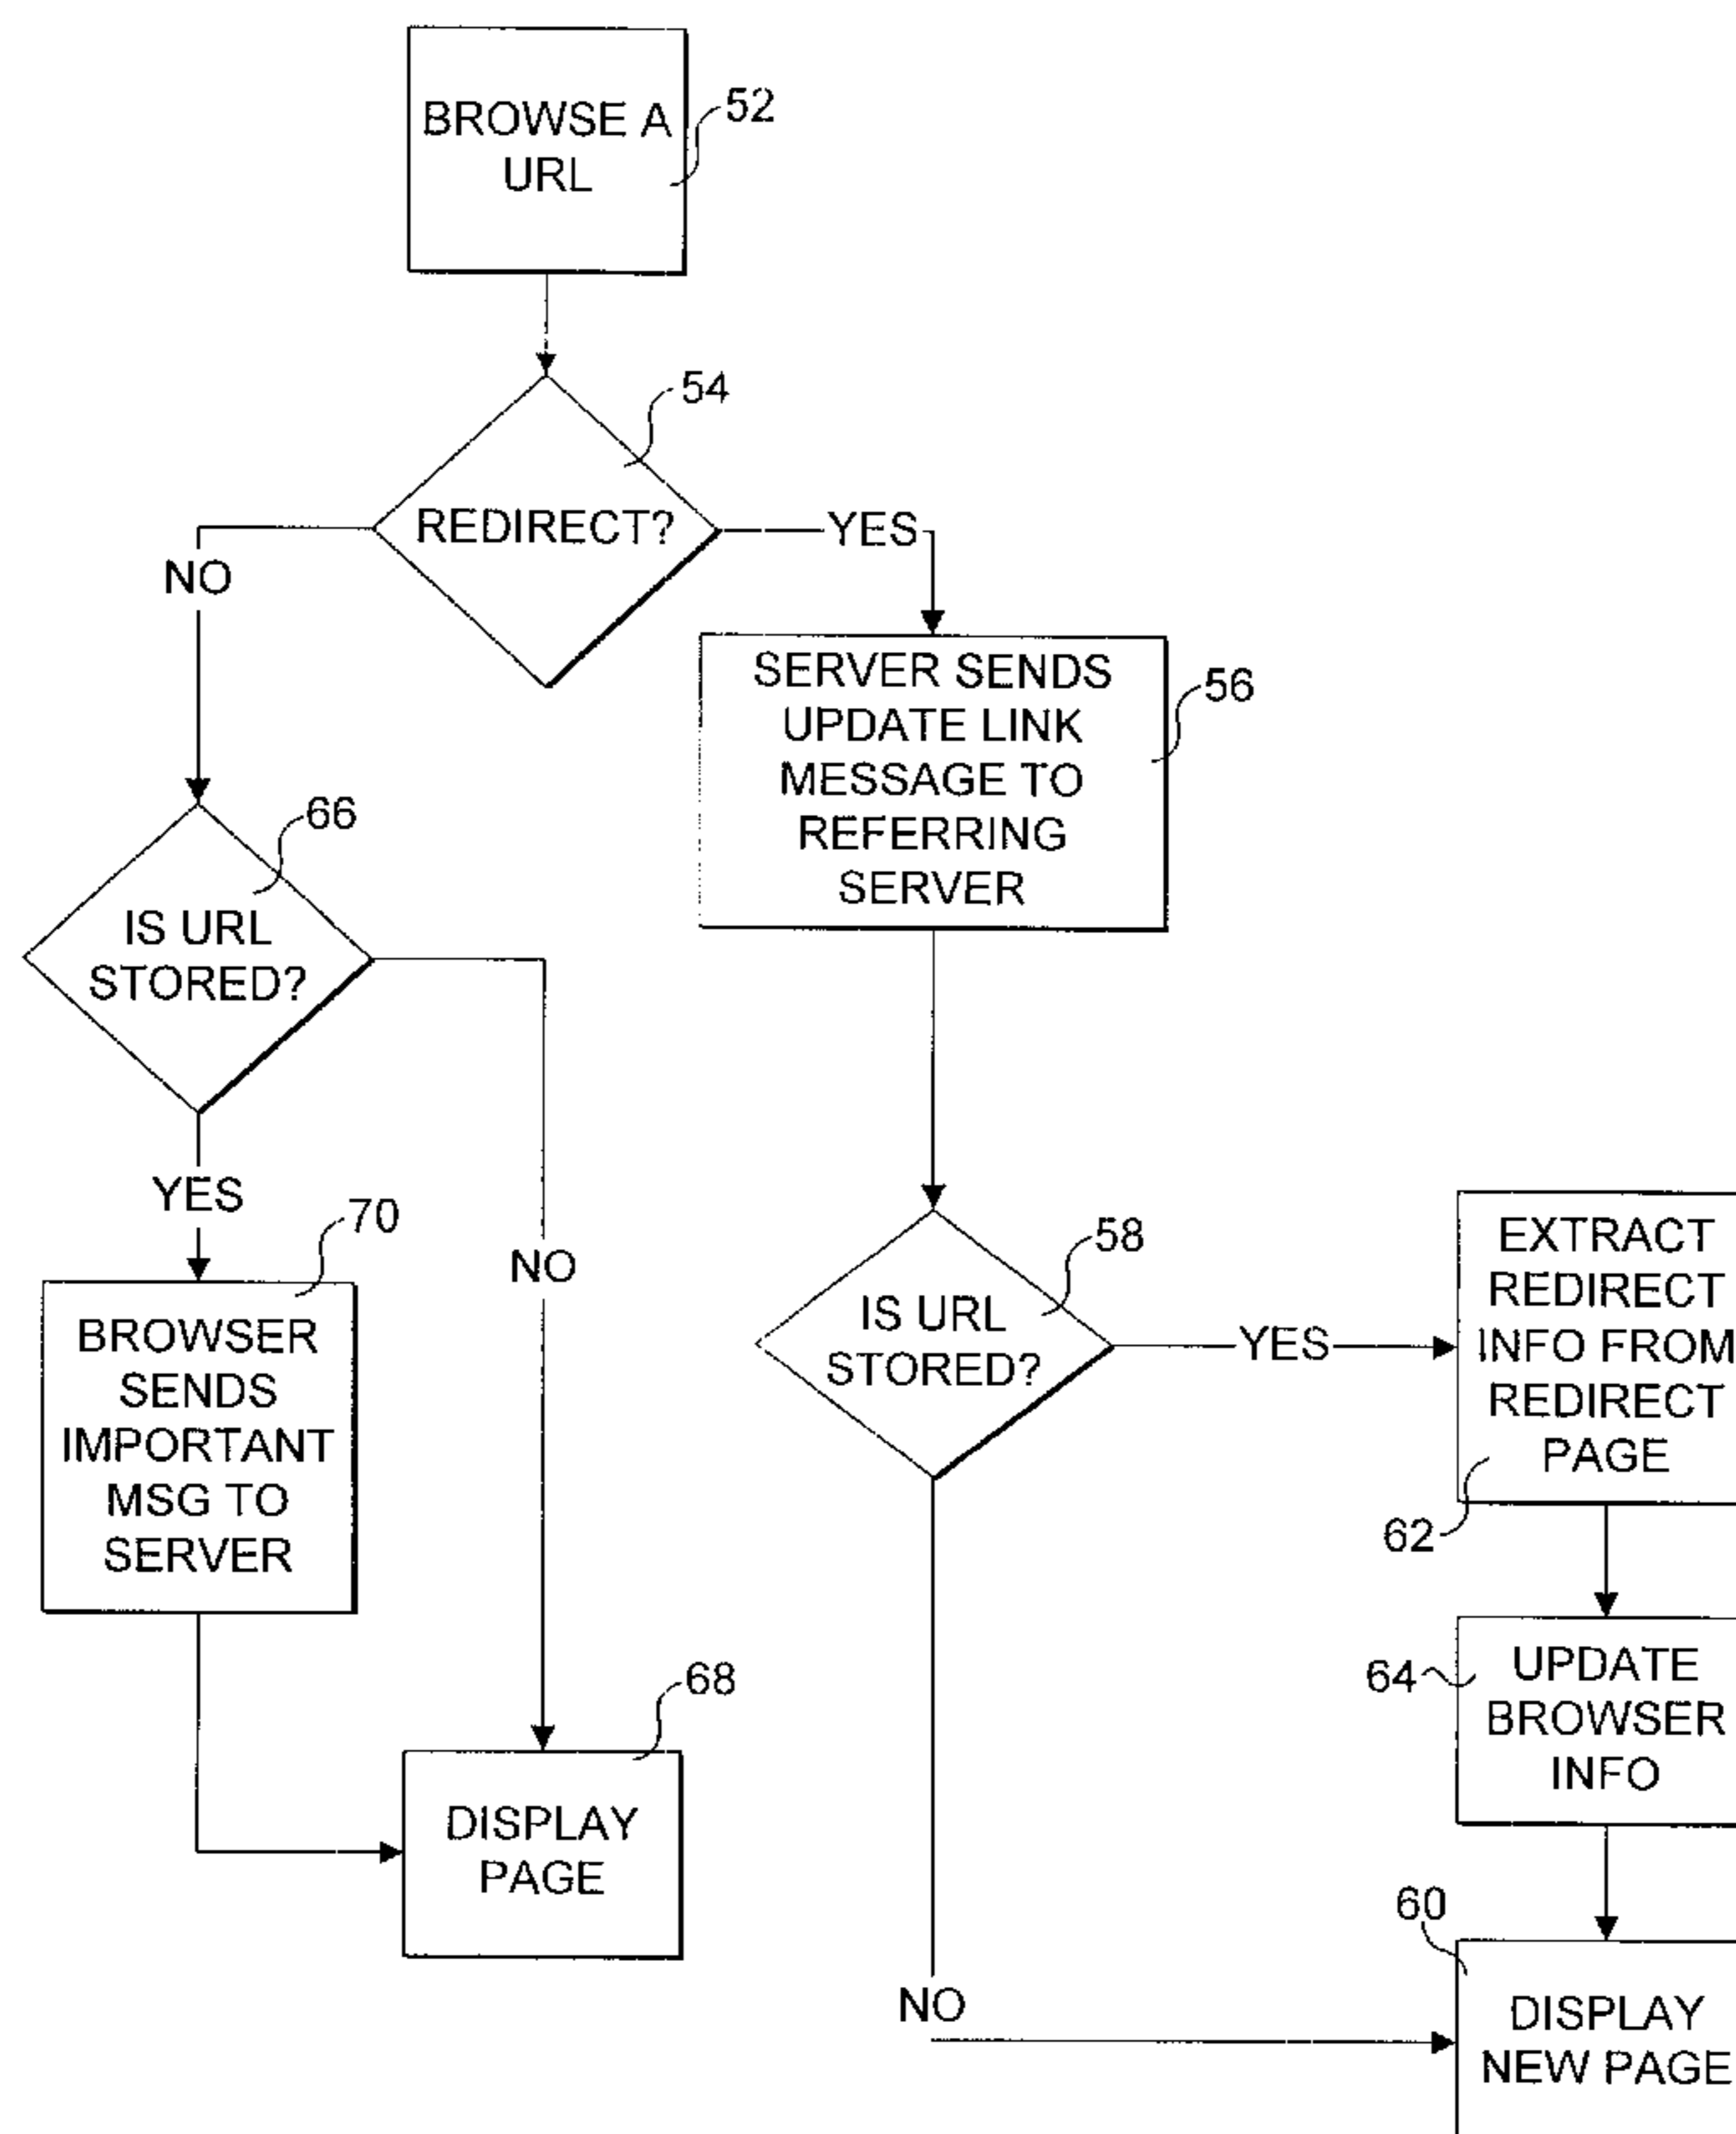 BROWSE A
URL
52
54
REDIRECT?
YES
NO
SERVER SENDS
UPDATE LINK
MESSAGE TO
REFERRING
SERVER
56
66
IS URL
STORED?
YES
NO
70
BROWSER
SENDS
IMPORTANT
MSG TO
SERVER
58
IS URL
STORED?
YES
EXTRACT
REDIRECT
INFO FROM
REDIRECT
PAGE
62
64
UPDATE
BROWSER
INFO
68
DISPLAY
PAGE
60
NO
DISPLAY
NEW PAGE